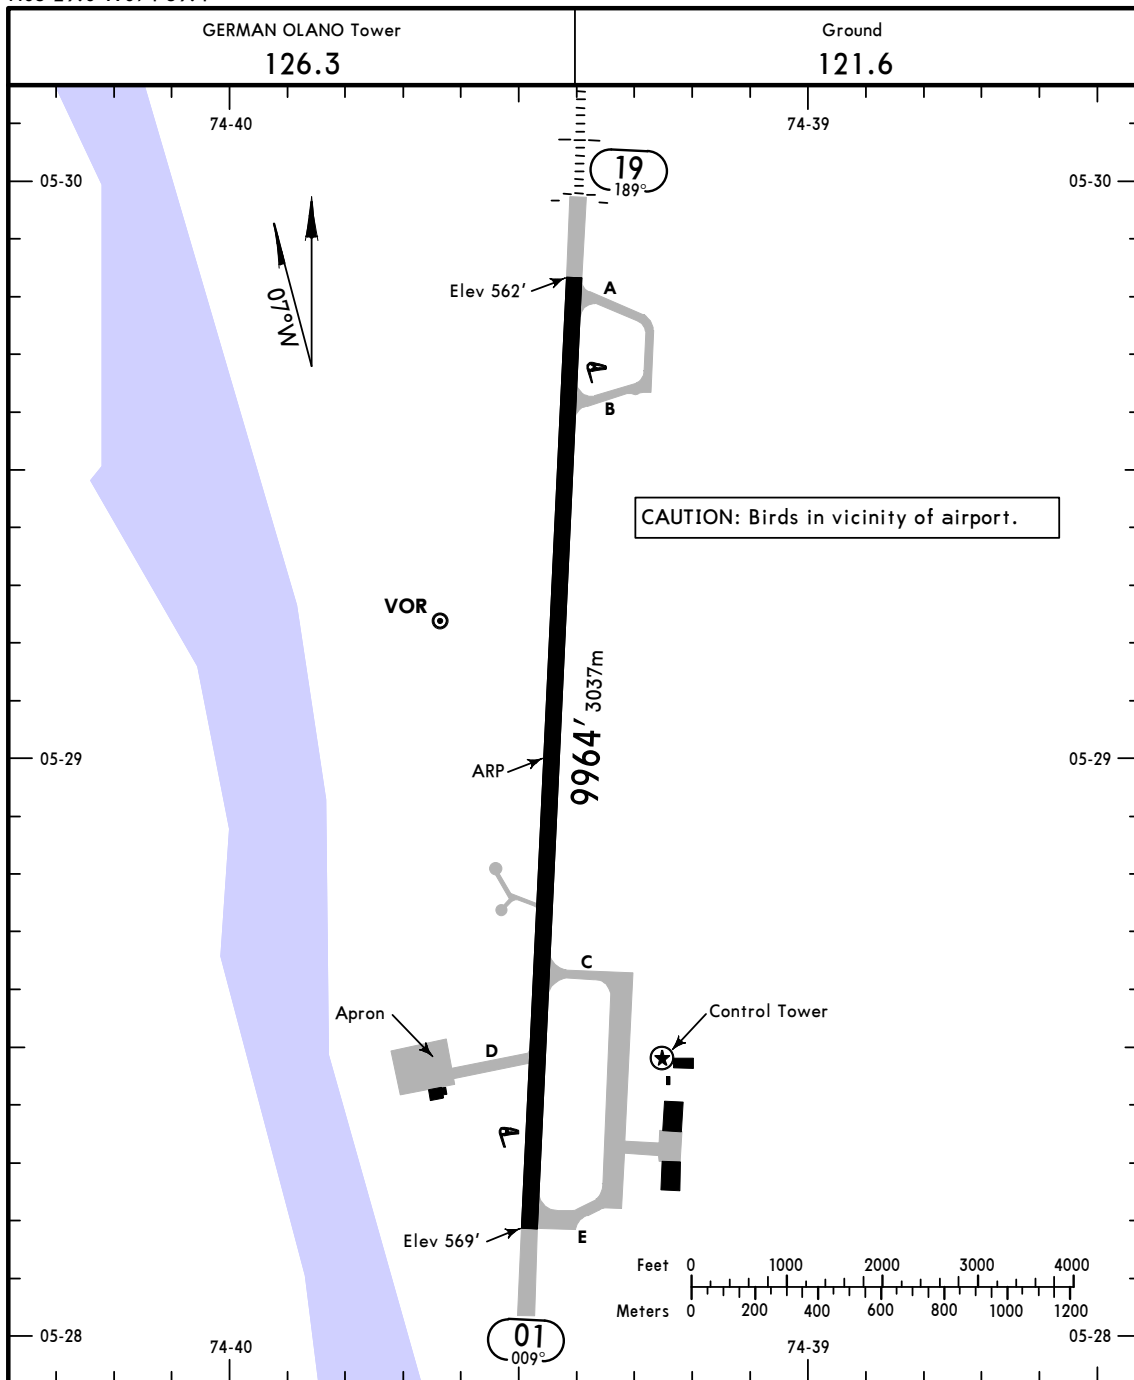 GERMAN OLANO Tower
126.3
Ground
121.6
74-40
74-39
05-30
05-30
19
189°
07°W
Elev 562'
A
B
CAUTION: Birds in vicinity of airport.
VOR
9964' 3037m
05-29
05-29
ARP
C
Apron
D
Control Tower
Elev 569'
E
Feet 0 1000 2000 3000 4000
Meters 0 200 400 600 800 1000 1200
01
009°
05-28
05-28
74-40
74-39